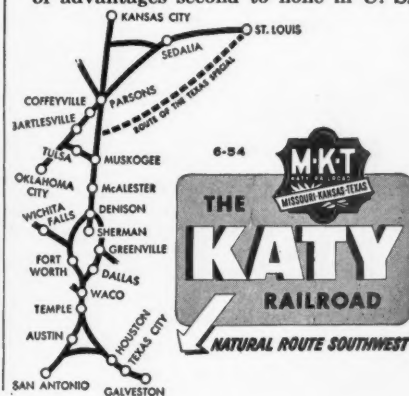 of advantages second to none in U. S.
KANSAS CITY
ST. LOUIS
SEDALIA
ROUTE OF THE TEXAS SPECIAL
COFFEYVILLE
PARSONS
BARTLESVILLE
TULSA
MUSKOGEE
OKLAHOMA
CITY
McALESTER
WICHITA
FALLS
DENISON
SHERMAN
GREENVILLE
FORT
WORTH
DALLAS
WACO
TEMPLE
AUSTIN
HOUSTON
TEXAS CITY
SAN ANTONIO
GALVESTON
6-54
M·K·T
KATY RAILROAD
MISSOURI-KANSAS-TEXAS
THE
KATY
RAILROAD
NATURAL ROUTE SOUTHWEST